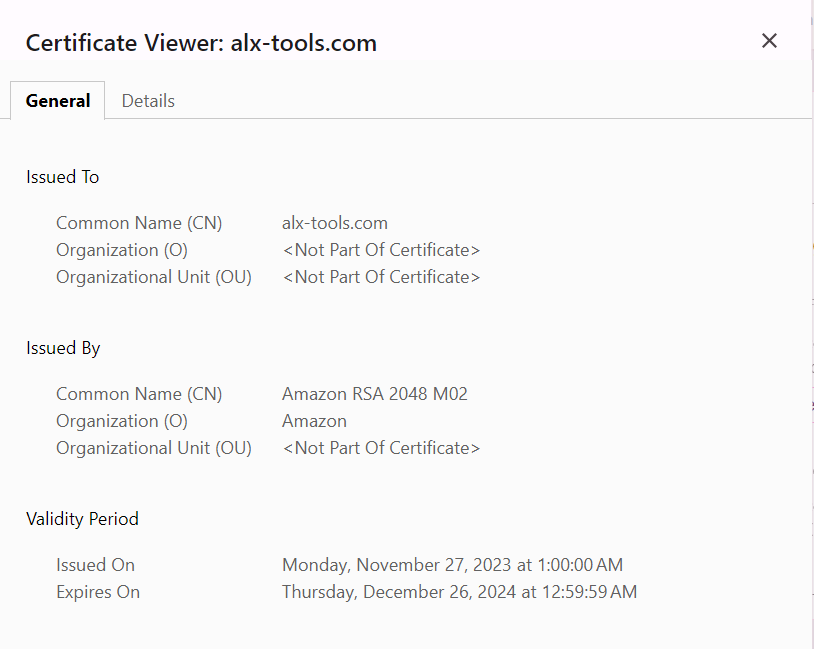 Certificate Viewer: alx-tools.com
General Details
Issued To
Common Name (CN) alx-tools.com
Organization (O) <Not Part Of Certificate>
Organizational Unit (OU) <Not Part Of Certificate>
Issued By
Common Name (CN) Amazon RSA 2048 M02
Organization (O) Amazon
Organizational Unit (OU) <Not Part Of Certificate>
Validity Period
Issued On Monday, November 27, 2023 at 1:00:00 AM
Expires On Thursday, December 26, 2024 at 12:59:59 AM